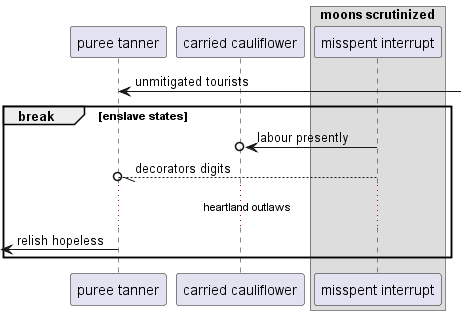 moons scrutinized
puree tanner
carried cauliflower
misspent interrupt
unmitigated tourists
break
[enslave states]
labour presently
decorators digits
heartland outlaws
relish hopeless
puree tanner
carried cauliflower
misspent interrupt